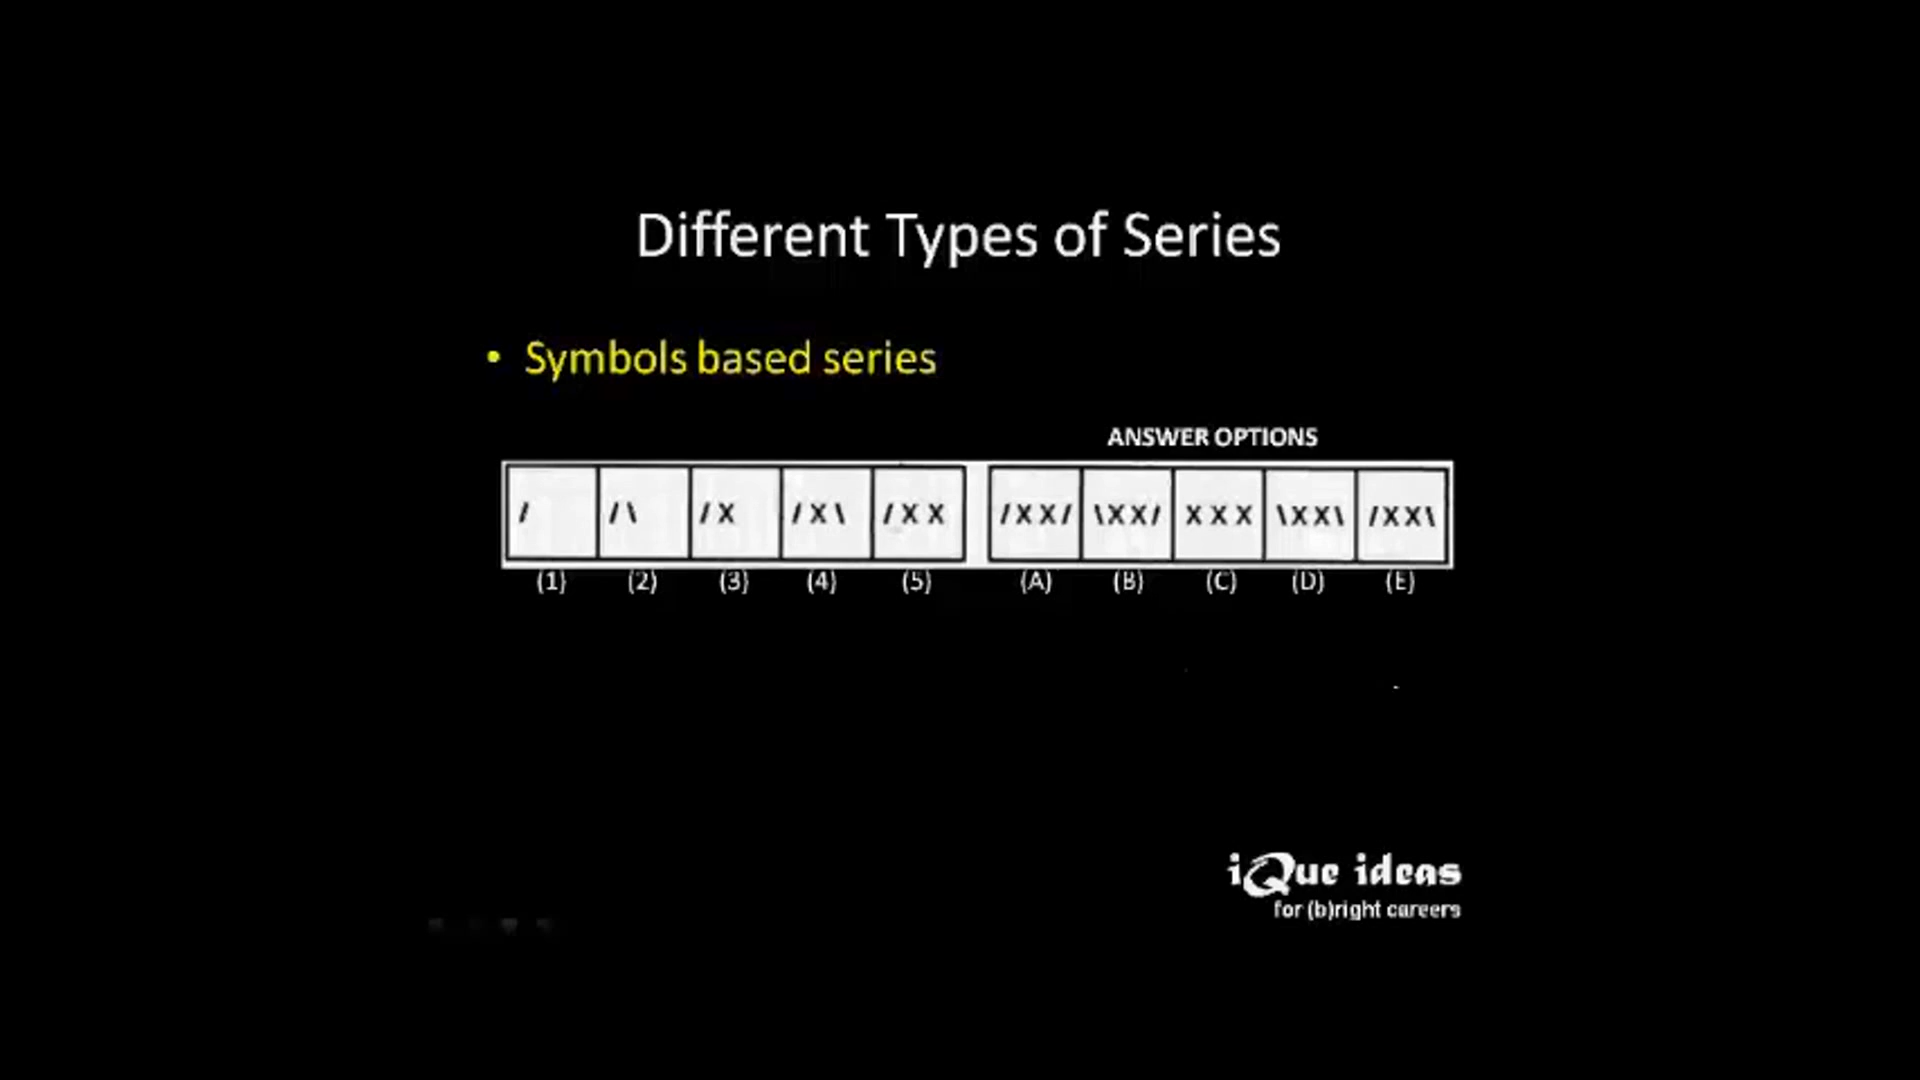 Different Types of Series
• Symbols based series
ANSWER OPTIONS
/ /\ /X /X\ /XX /XX/ \XX/ XXX \XX\ /XX\
(1) (2) (3) (4) (5) (A) (B) (C) (D) (E)
iQue ideas
for (b)right careers